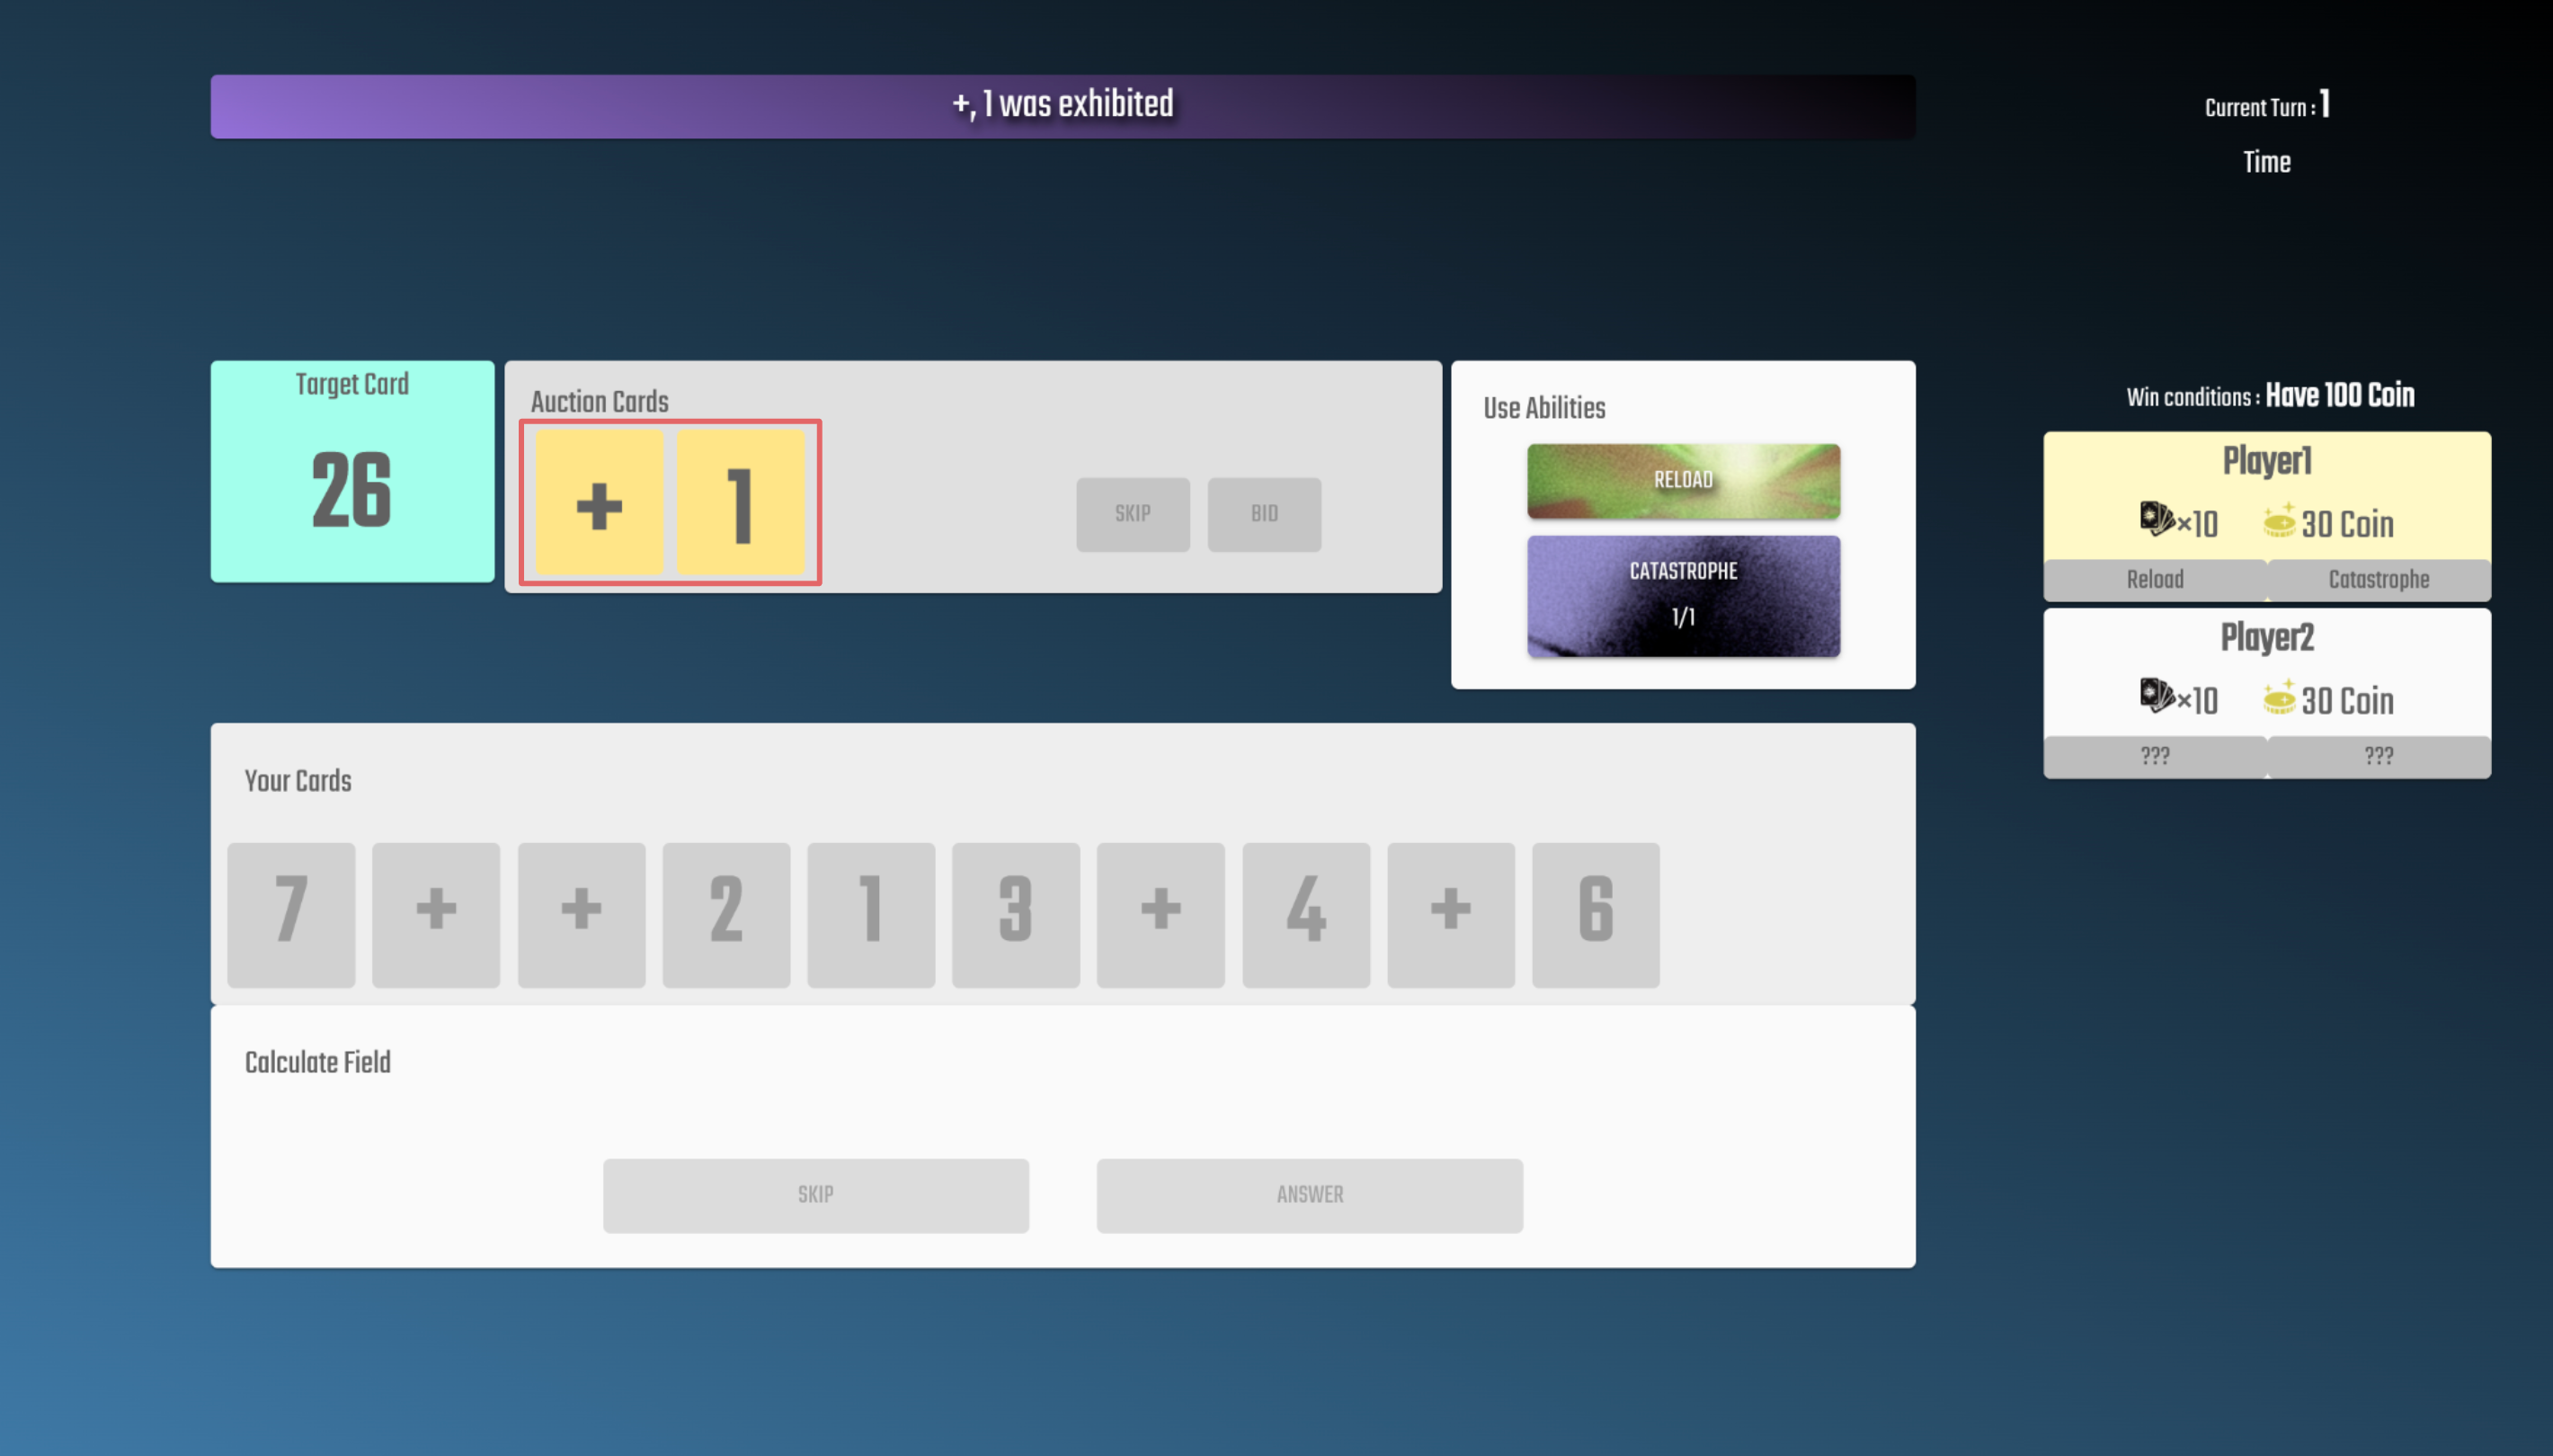 +, 1 was exhibited
Current Turn : 1
Time
Target Card
26
Auction Cards
+ 1
SKIP BID
Use Abilities
RELOAD
CATASTROPHE
1/1
Win conditions : Have 100 Coin
Player1
×10 30 Coin
Reload Catastrophe
Player2
×10 30 Coin
??? ???
Your Cards
7 + + 2 1 3 + 4 + 6
Calculate Field
SKIP ANSWER